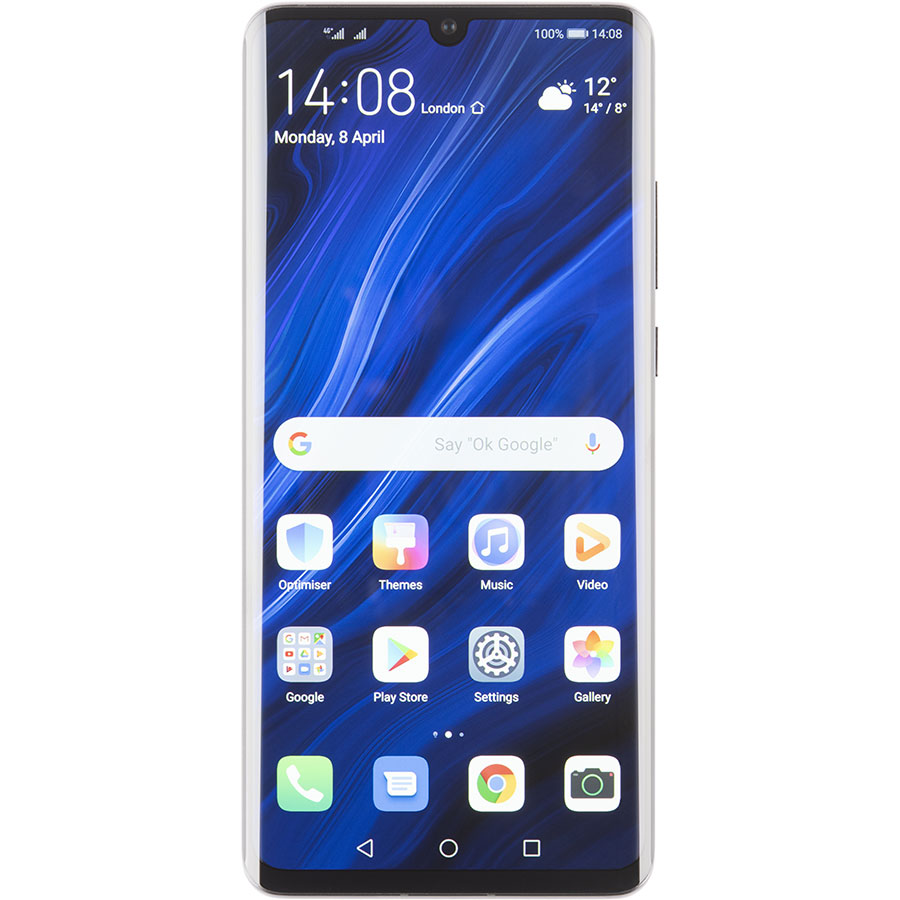 4G 100% 14:08
14:08 London 12°
14° / 8°
Monday, 8 April
G Say "Ok Google"
Optimiser Themes Music Video
Google Play Store Settings Gallery